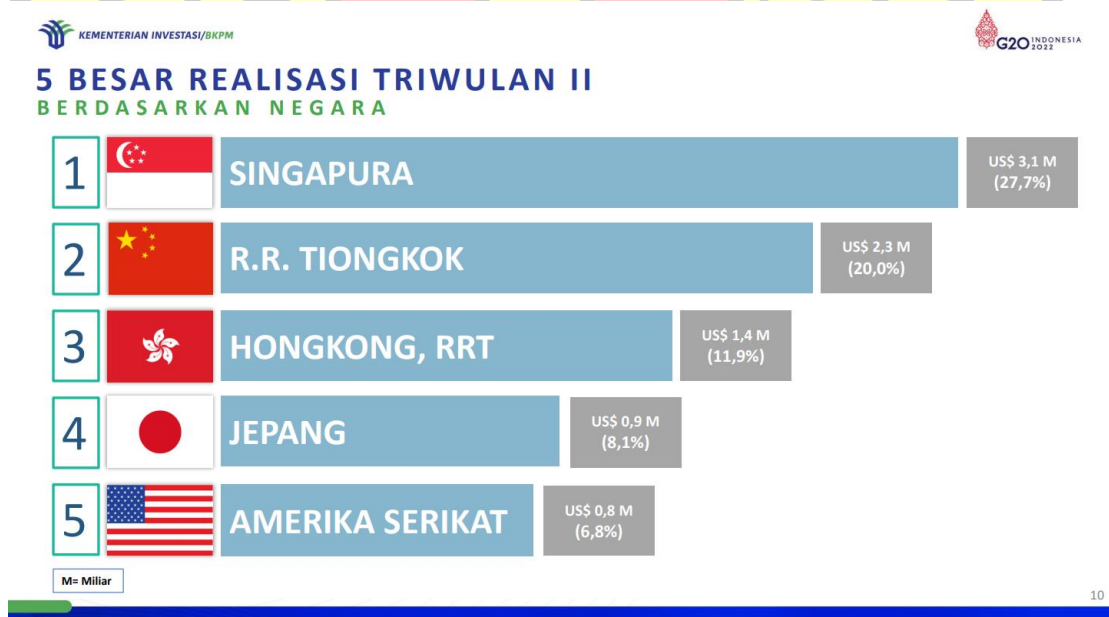 KEMENTERIAN INVESTASI/BKPM
G20 INDONESIA 2022
5 BESAR REALISASI TRIWULAN II
BERDASARKAN NEGARA
1
SINGAPURA
US$ 3,1 M
(27,7%)
2
R.R. TIONGKOK
US$ 2,3 M
(20,0%)
3
HONGKONG, RRT
US$ 1,4 M
(11,9%)
4
JEPANG
US$ 0,9 M
(8,1%)
5
AMERIKA SERIKAT
US$ 0,8 M
(6,8%)
M= Miliar
10